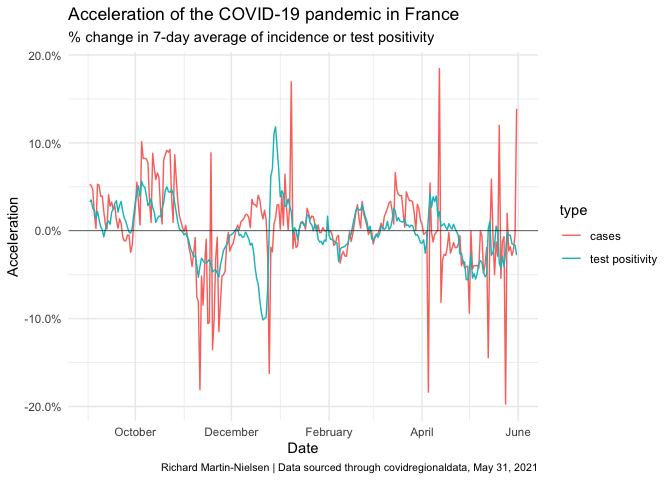 Acceleration of the COVID-19 pandemic in France
% change in 7-day average of incidence or test positivity
20.0%
10.0%
0.0%
-10.0%
-20.0%
Acceleration
October December February April June
Date
type
cases
test positivity
Richard Martin-Nielsen | Data sourced through covidregionaldata, May 31, 2021